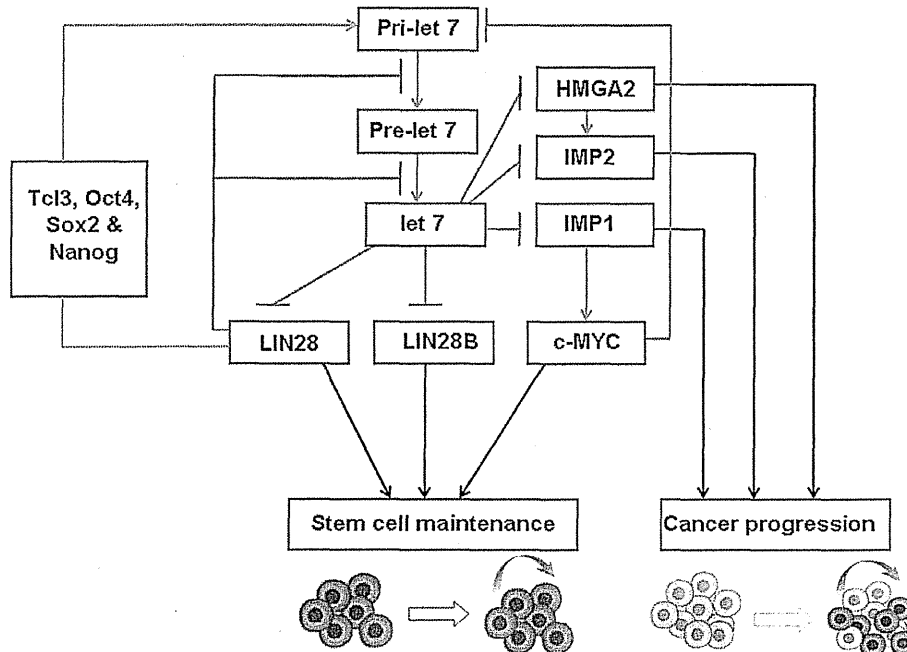 Pri-let 7
HMGA2
Pre-let 7
IMP2
Tcl3, Oct4,
Sox2 &
Nanog
let 7
IMP1
LIN28
LIN28B
c-MYC
Stem cell maintenance
Cancer progression